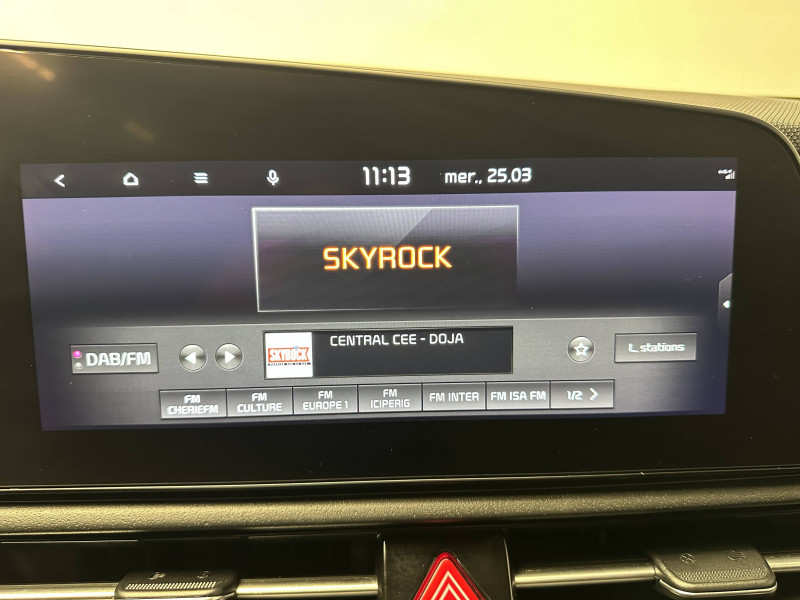 11:13 mer., 25.03
SKYROCK
DAB/FM
SKYROCK
CENTRAL CEE - DOJA
L. stations
FM
CHERIEFM
FM
CULTURE
FM
EUROPE 1
FM
ICIPERIG
FM INTER
FM ISA FM
1/2